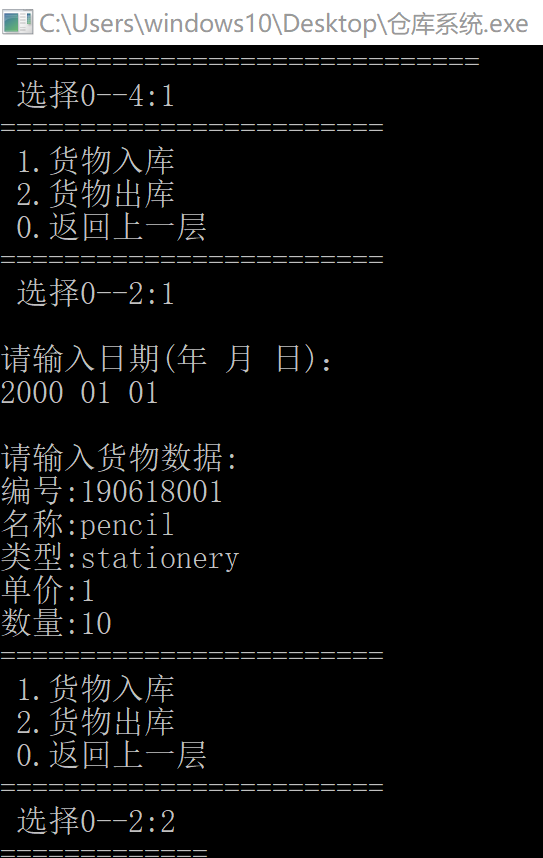 C:\Users\windows10\Desktop\仓库系统.exe
=============================
选择0--4:1
========================
1.货物入库
2.货物出库
0.返回上一层
========================
选择0--2:1
请输入日期(年 月 日):
2000 01 01
请输入货物数据:
编号:190618001
名称:pencil
类型:stationery
单价:1
数量:10
========================
1.货物入库
2.货物出库
0.返回上一层
========================
选择0--2:2
=============